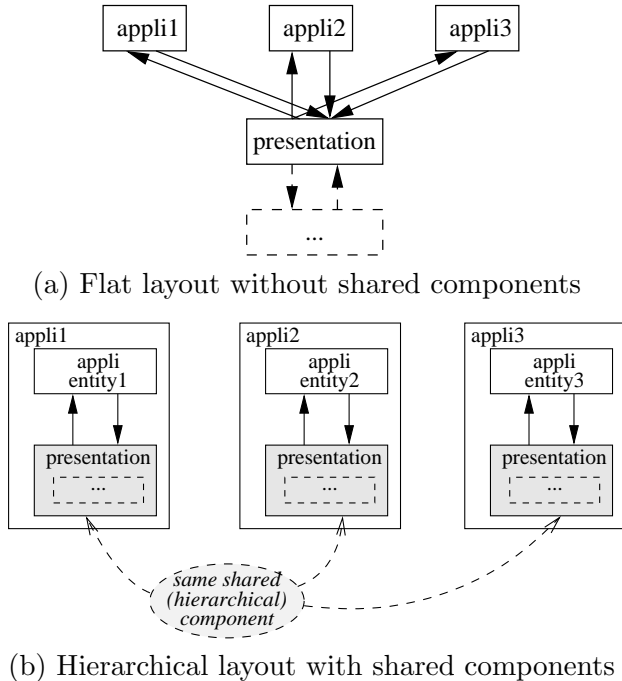 appli1 appli2 appli3
presentation
...
(a) Flat layout without shared components
appli1 appli2 appli3
appli appli appli
entity1 entity2 entity3
presentation presentation presentation
... ... ...
same shared
(hierarchical)
component
(b) Hierarchical layout with shared components